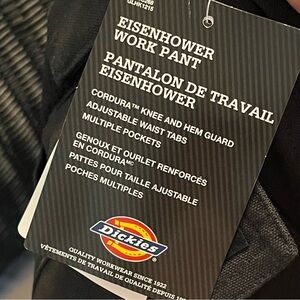 EISENHOWER
WORK PANT
PANTALON DE TRAVAIL
EISENHOWER
CORDURA™ KNEE AND HEM GUARD
ADJUSTABLE WAIST TABS
MULTIPLE POCKETS
GENOUX ET OURLET RENFORCÉS
EN CORDURAᴹᶜ
PATTES POUR TAILLE AJUSTABLE
POCHES MULTIPLES
Dickies
QUALITY WORKWEAR SINCE 1922
VÊTEMENTS DE TRAVAIL DE QUALITÉ DEPUIS